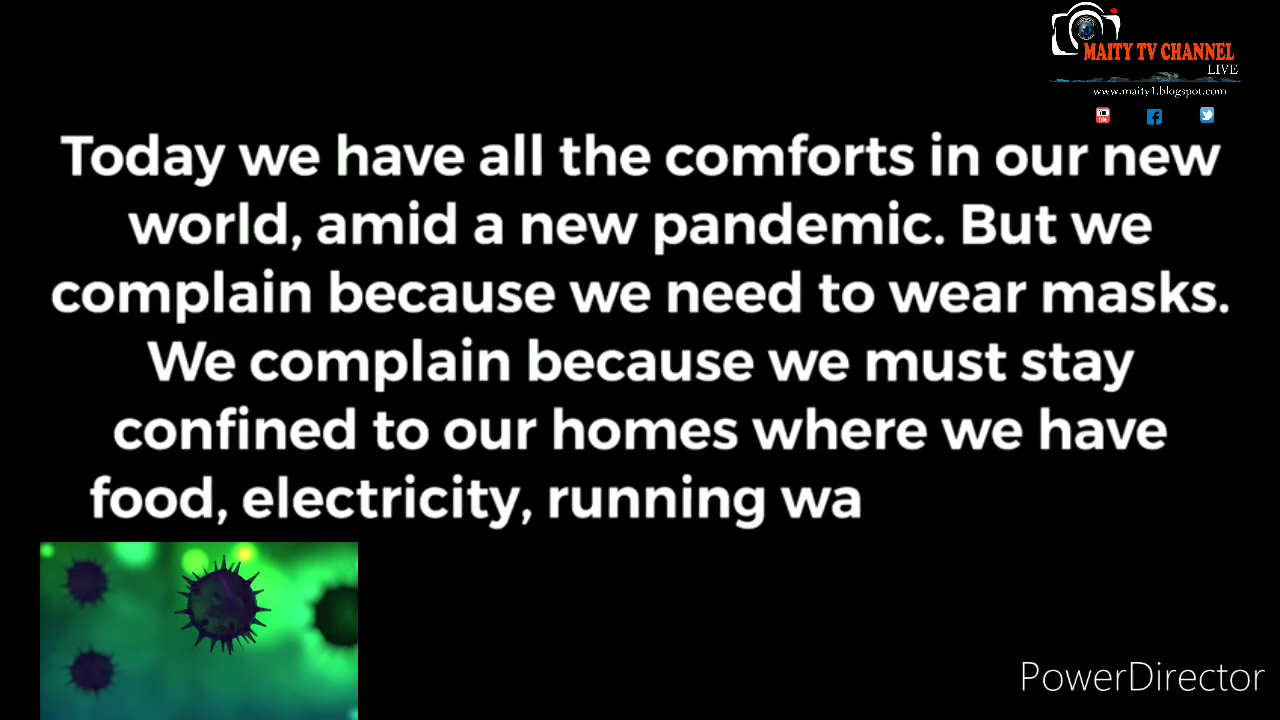 MAITY TV CHANNEL
LIVE
www.maity1.blogspot.com
Today we have all the comforts in our new
world, amid a new pandemic. But we
complain because we need to wear masks.
We complain because we must stay
confined to our homes where we have
food, electricity, running wa
PowerDirector